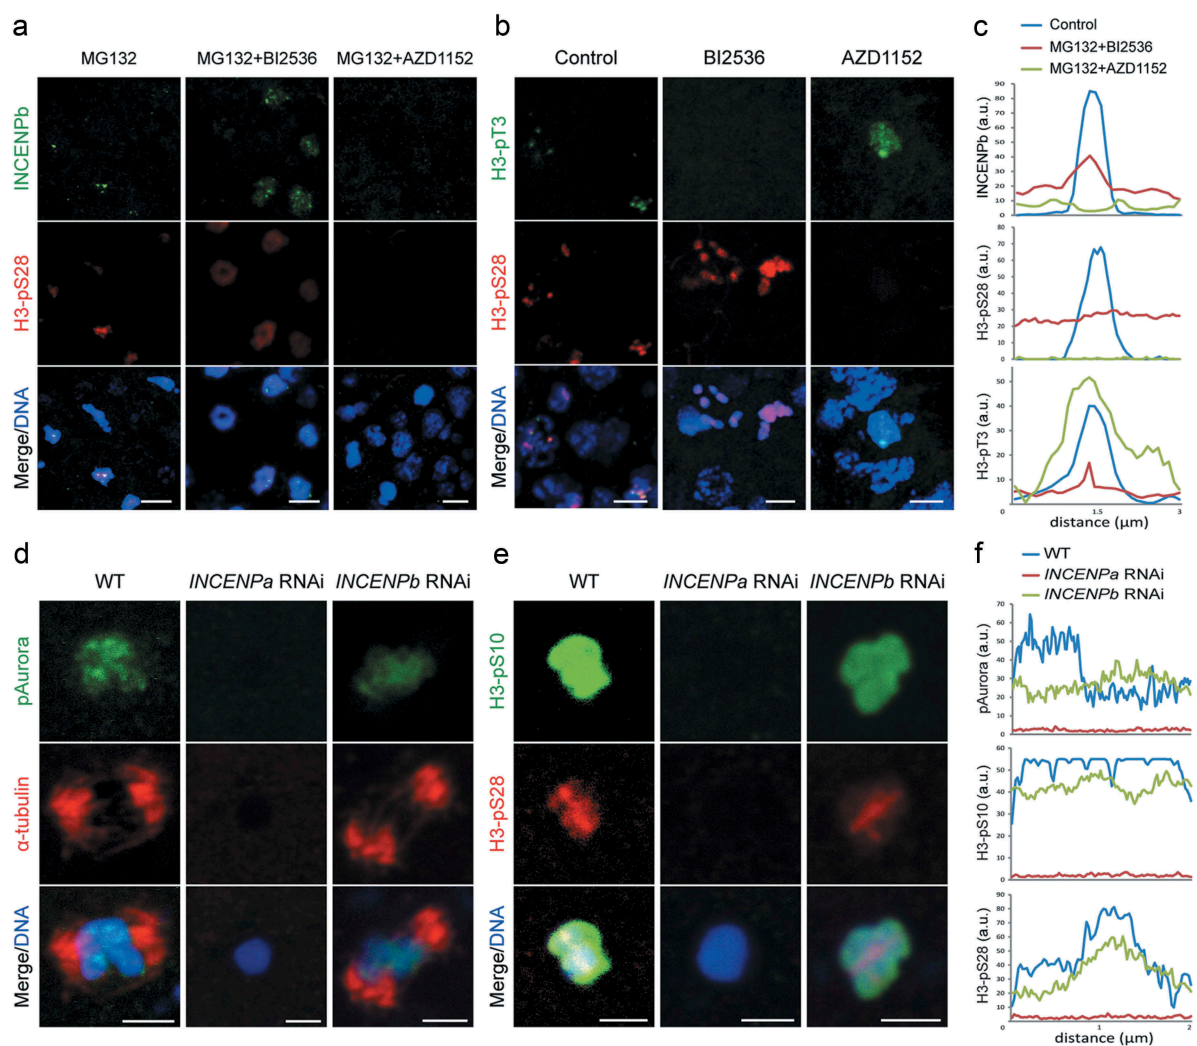 a
MG132
MG132+BI2536
MG132+AZD1152
INCENPb
H3-pS28
Merge/DNA
b
Control
BI2536
AZD1152
H3-pT3
H3-pS28
Merge/DNA
c
Control
MG132+BI2536
MG132+AZD1152
INCENPb (a.u.)
90
80
70
60
50
40
30
20
10
0
H3-pS28 (a.u.)
80
70
60
50
40
30
20
10
0
H3-pT3 (a.u.)
50
40
30
20
10
0
1.5
3
distance (µm)
d
WT
INCENPa RNAi
INCENPb RNAi
pAurora
α-tubulin
Merge/DNA
e
WT
INCENPa RNAi
INCENPb RNAi
H3-pS10
H3-pS28
Merge/DNA
f
WT
INCENPa RNAi
INCENPb RNAi
pAurora (a.u.)
70
60
50
40
30
20
10
0
H3-pS10 (a.u.)
60
50
40
30
20
10
0
H3-pS28 (a.u.)
90
80
70
60
50
40
30
20
10
0
0
1
2
distance (µm)